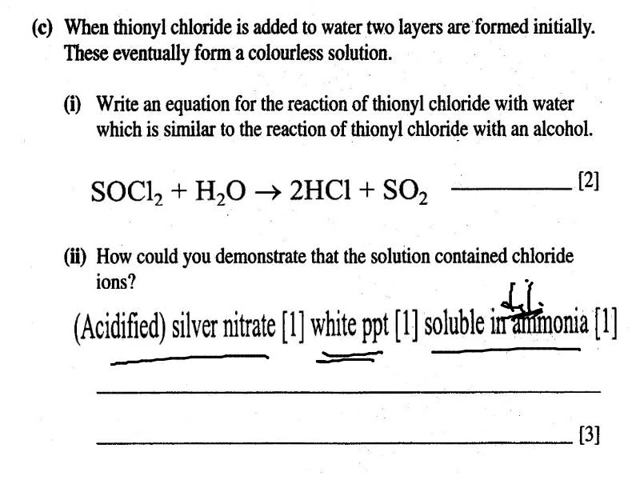 (c) When thionyl chloride is added to water two layers are formed initially.
These eventually form a colourless solution.
(i) Write an equation for the reaction of thionyl chloride with water
which is similar to the reaction of thionyl chloride with an alcohol.
SOCl₂ + H₂O → 2HCl + SO₂ [2]
(ii) How could you demonstrate that the solution contained chloride
ions?
(Acidified) silver nitrate [1] white ppt [1] soluble in ammonia [1]
[3]